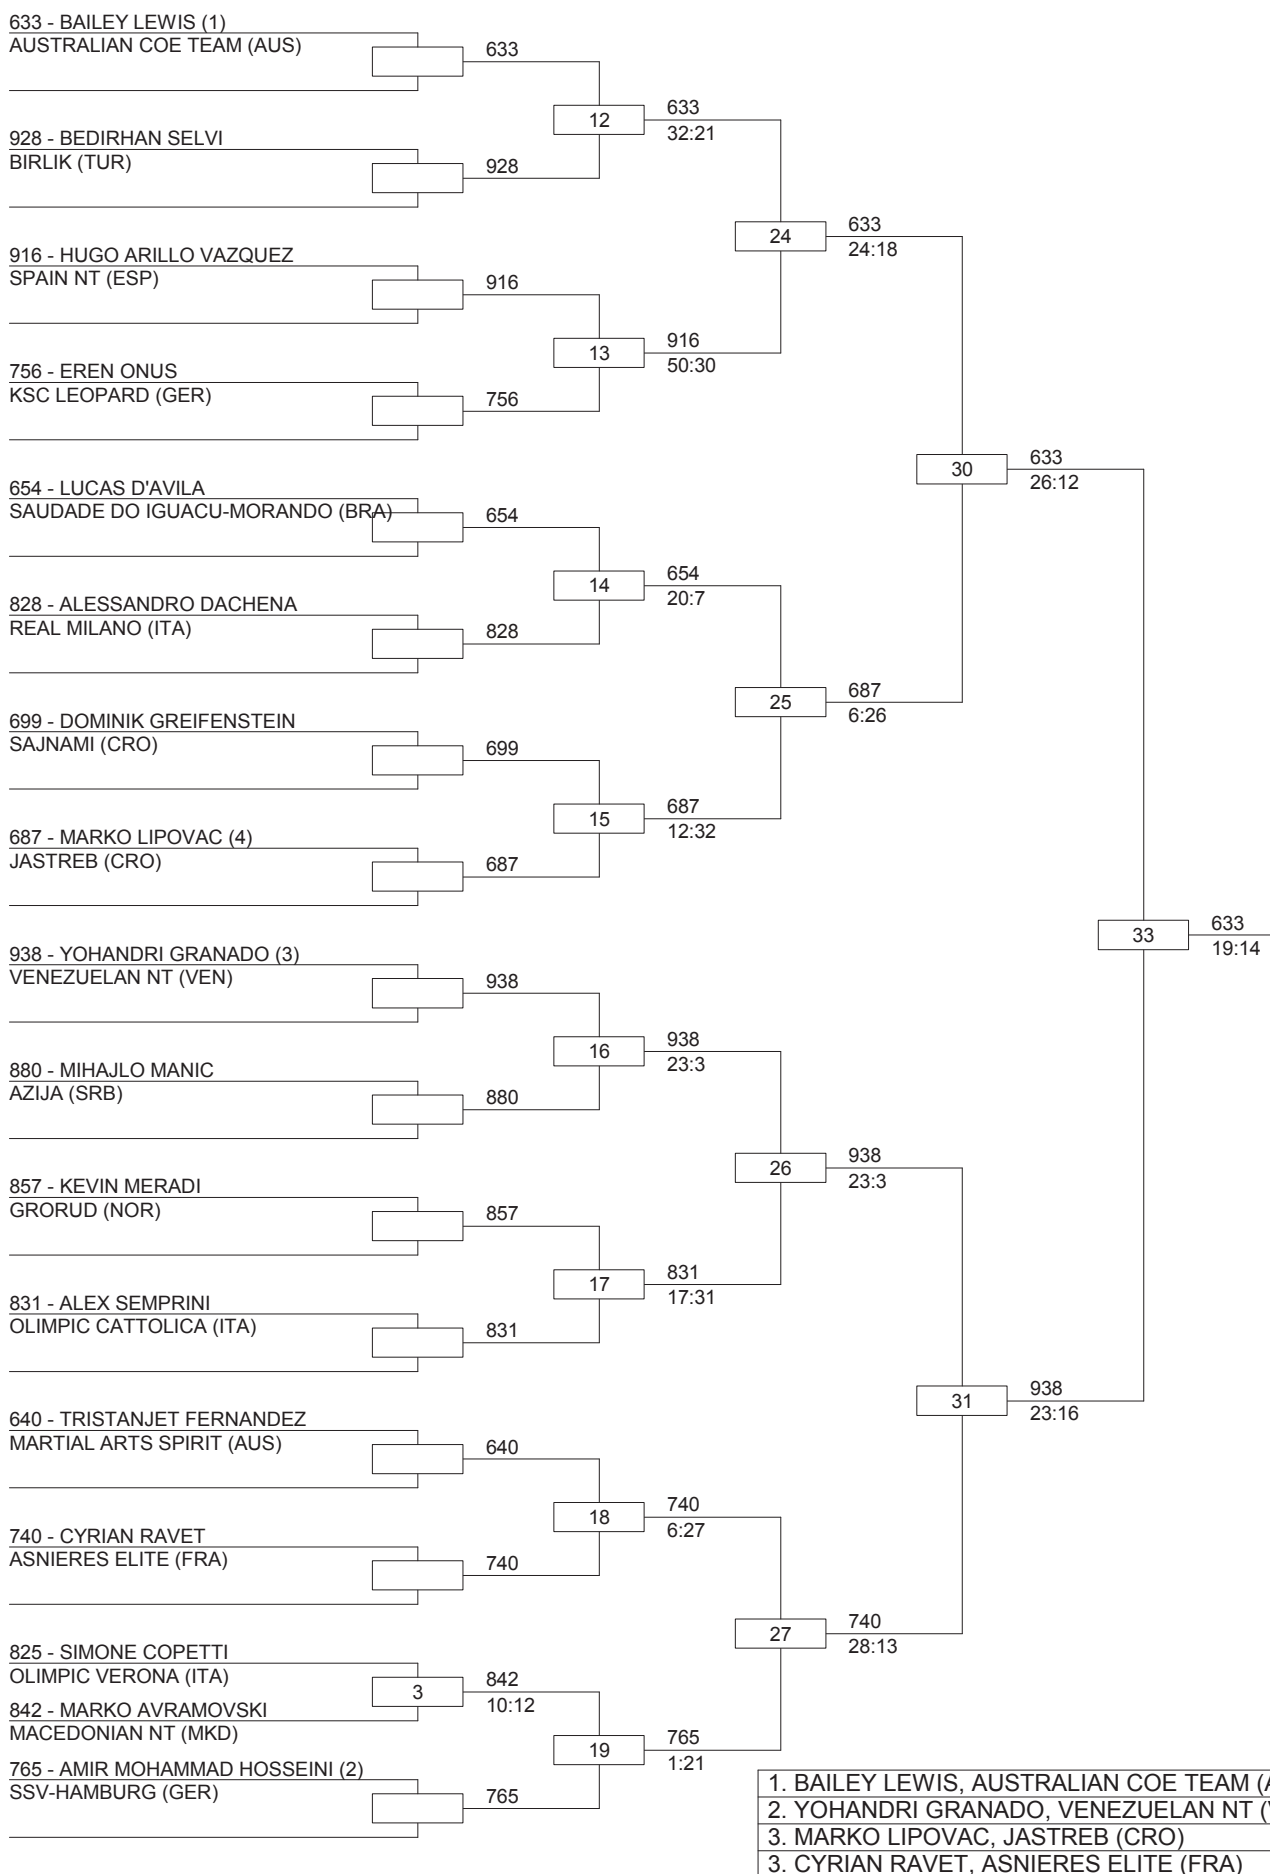 633 - BAILEY LEWIS (1)
AUSTRALIAN COE TEAM (AUS)
633
12
633
32:21
928 - BEDIRHAN SELVI
BIRLIK (TUR)
928
24
633
24:18
916 - HUGO ARILLO VAZQUEZ
SPAIN NT (ESP)
916
13
916
50:30
756 - EREN ONUS
KSC LEOPARD (GER)
756
30
633
26:12
654 - LUCAS D'AVILA
SAUDADE DO IGUACU-MORANDO (BRA)
654
14
654
20:7
828 - ALESSANDRO DACHENA
REAL MILANO (ITA)
828
25
687
6:26
699 - DOMINIK GREIFENSTEIN
SAJNAMI (CRO)
699
15
687
12:32
687 - MARKO LIPOVAC (4)
JASTREB (CRO)
687
33
633
19:14
938 - YOHANDRI GRANADO (3)
VENEZUELAN NT (VEN)
938
16
938
23:3
880 - MIHAJLO MANIC
AZIJA (SRB)
880
26
938
23:3
857 - KEVIN MERADI
GRORUD (NOR)
857
17
831
17:31
831 - ALEX SEMPRINI
OLIMPIC CATTOLICA (ITA)
831
31
938
23:16
640 - TRISTANJET FERNANDEZ
MARTIAL ARTS SPIRIT (AUS)
640
18
740
6:27
740 - CYRIAN RAVET
ASNIERES ELITE (FRA)
740
27
740
28:13
825 - SIMONE COPETTI
OLIMPIC VERONA (ITA)
3
842
10:12
842 - MARKO AVRAMOVSKI
MACEDONIAN NT (MKD)
19
765
1:21
765 - AMIR MOHAMMAD HOSSEINI (2)
SSV-HAMBURG (GER)
765
1. BAILEY LEWIS, AUSTRALIAN COE TEAM (
2. YOHANDRI GRANADO, VENEZUELAN NT (
3. MARKO LIPOVAC, JASTREB (CRO)
3. CYRIAN RAVET, ASNIERES ELITE (FRA)